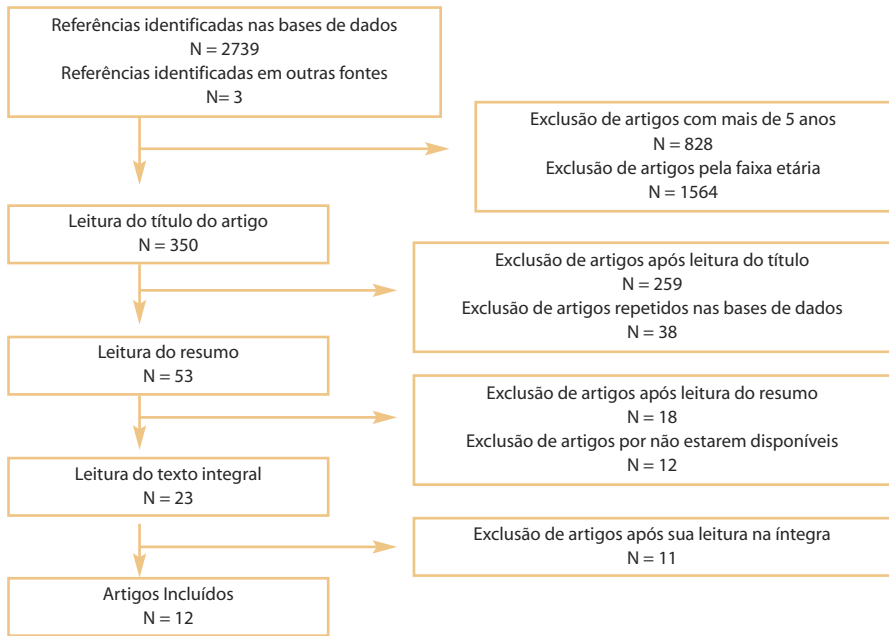 Referências identificadas nas bases de dados
N = 2739
Referências identificadas em outras fontes
N= 3
Exclusão de artigos com mais de 5 anos
N = 828
Exclusão de artigos pela faixa etária
N = 1564
Leitura do título do artigo
N = 350
Exclusão de artigos após leitura do título
N = 259
Exclusão de artigos repetidos nas bases de dados
N = 38
Leitura do resumo
N = 53
Exclusão de artigos após leitura do resumo
N = 18
Exclusão de artigos por não estarem disponíveis
N = 12
Leitura do texto integral
N = 23
Exclusão de artigos após sua leitura na íntegra
N = 11
Artigos Incluídos
N = 12